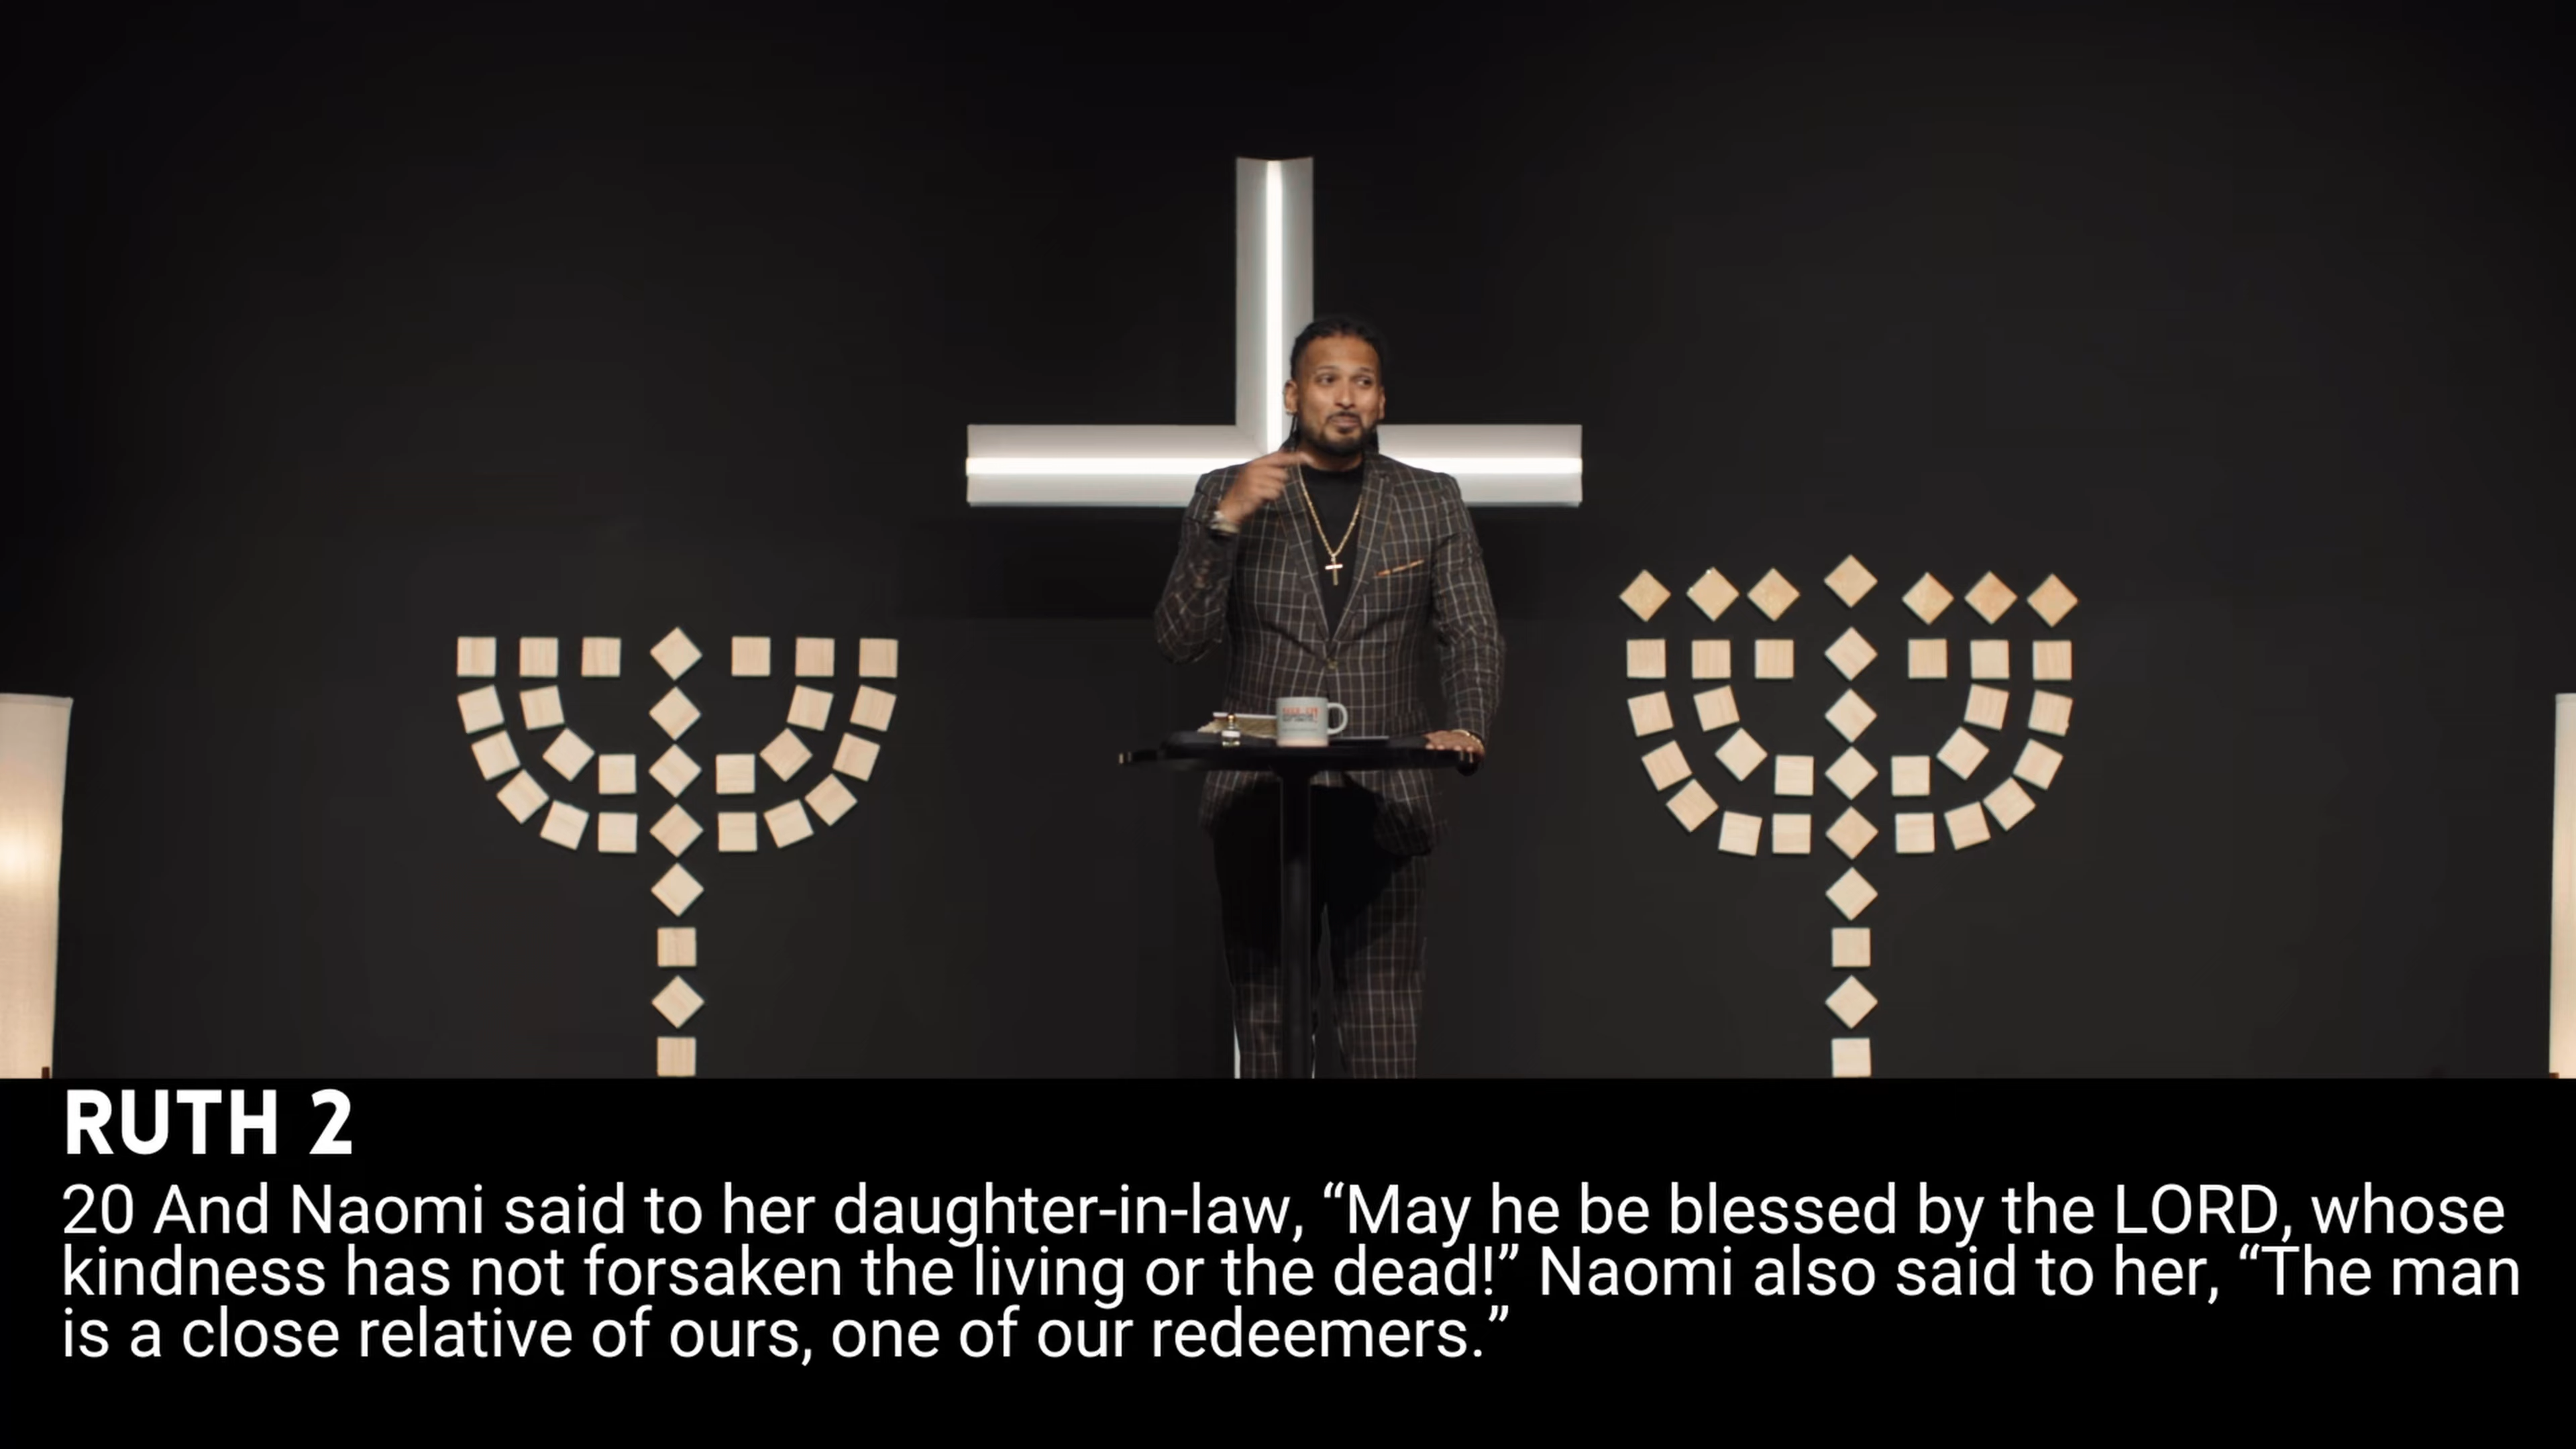 RUTH 2
20 And Naomi said to her daughter-in-law, “May he be blessed by the LORD, whose
kindness has not forsaken the living or the dead!” Naomi also said to her, “The man
is a close relative of ours, one of our redeemers.”